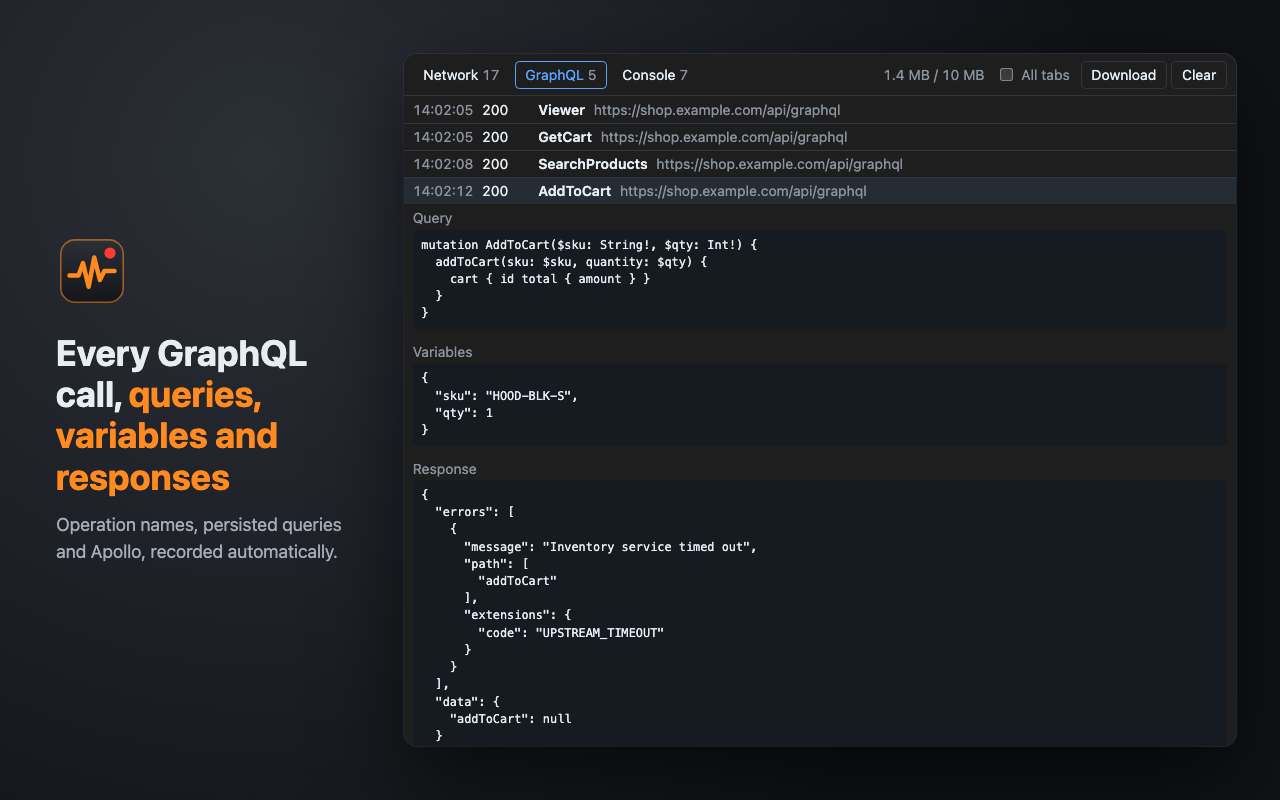 Every GraphQL
call, queries,
variables and
responses
Operation names, persisted queries
and Apollo, recorded automatically.
Network 17 GraphQL 5 Console 7 1.4 MB / 10 MB All tabs Download Clear
14:02:05 200 Viewer https://shop.example.com/api/graphql
14:02:05 200 GetCart https://shop.example.com/api/graphql
14:02:08 200 SearchProducts https://shop.example.com/api/graphql
14:02:12 200 AddToCart https://shop.example.com/api/graphql
Query
mutation AddToCart($sku: String!, $qty: Int!) {
  addToCart(sku: $sku, quantity: $qty) {
    cart { id total { amount } }
  }
}
Variables
{
  "sku": "HOOD-BLK-S",
  "qty": 1
}
Response
{
  "errors": [
    {
      "message": "Inventory service timed out",
      "path": [
        "addToCart"
      ],
      "extensions": {
        "code": "UPSTREAM_TIMEOUT"
      }
    }
  ],
  "data": {
    "addToCart": null
  }